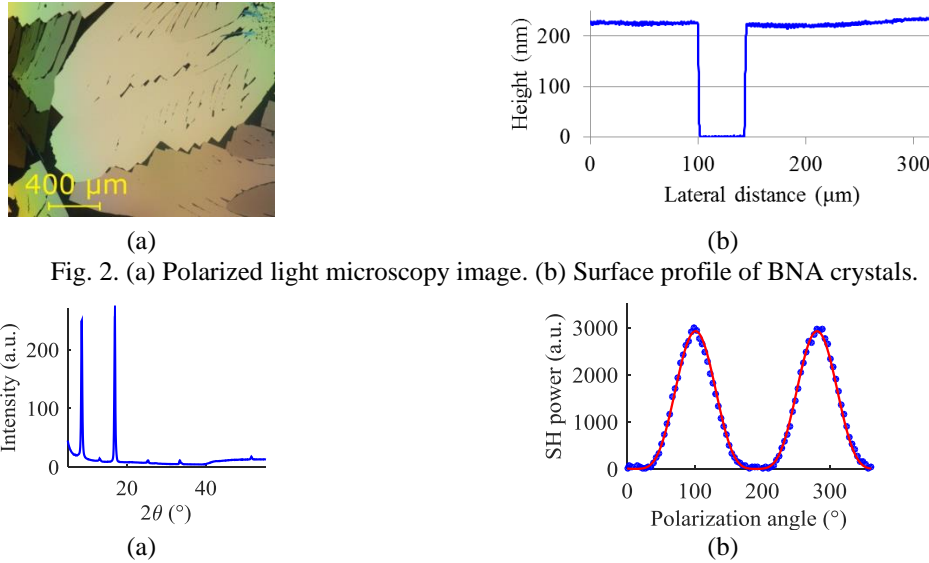 400 μm
Height (nm)
200
100
0
0 100 200 300
Lateral distance (μm)
(a) (b)
Fig. 2. (a) Polarized light microscopy image. (b) Surface profile of BNA crystals.
Intensity (a.u.)
200
100
0
20 40
2θ (°)
SH power (a.u.)
3000
2000
1000
0
0 100 200 300
Polarization angle (°)
(a) (b)